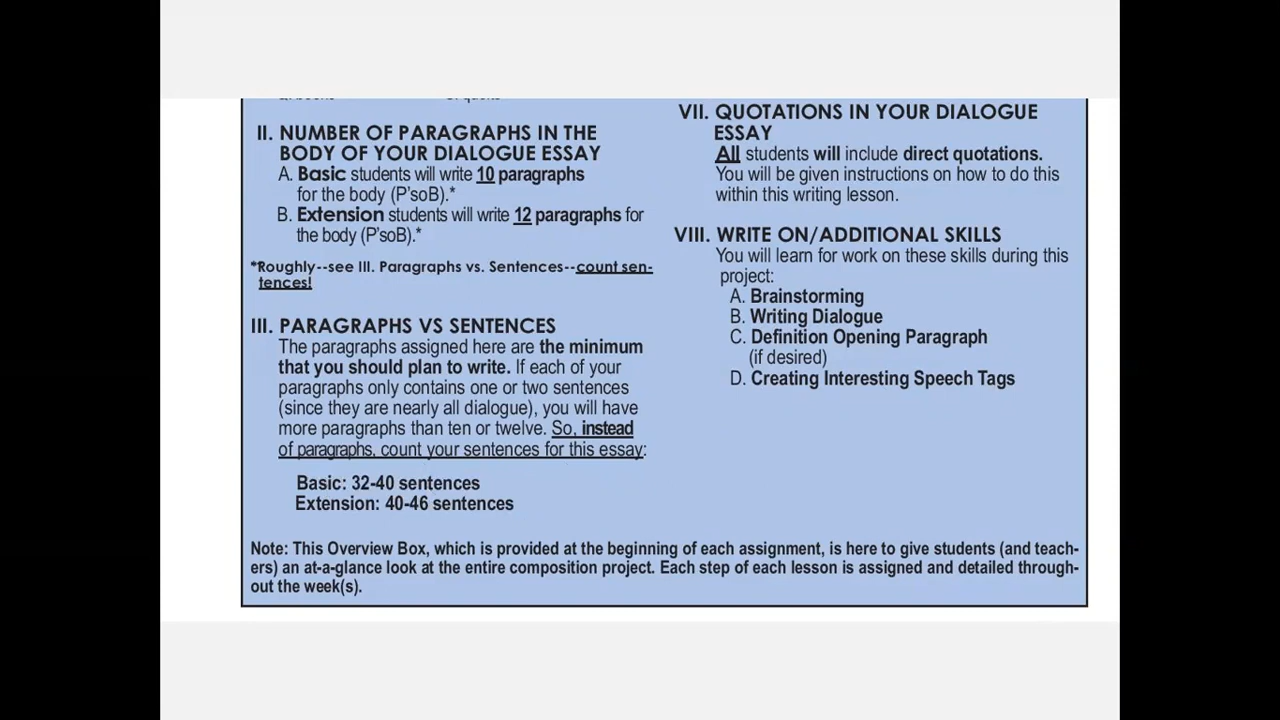 II. NUMBER OF PARAGRAPHS IN THE
BODY OF YOUR DIALOGUE ESSAY
A. Basic students will write 10 paragraphs
for the body (P'soB).*
B. Extension students will write 12 paragraphs for
the body (P'soB).*
*Roughly--see III. Paragraphs vs. Sentences--count sen-
tences!
III. PARAGRAPHS VS SENTENCES
The paragraphs assigned here are the minimum
that you should plan to write. If each of your
paragraphs only contains one or two sentences
(since they are nearly all dialogue), you will have
more paragraphs than ten or twelve. So, instead
of paragraphs, count your sentences for this essay:
Basic: 32-40 sentences
Extension: 40-46 sentences
VII. QUOTATIONS IN YOUR DIALOGUE
ESSAY
All students will include direct quotations.
You will be given instructions on how to do this
within this writing lesson.
VIII. WRITE ON/ADDITIONAL SKILLS
You will learn for work on these skills during this
project:
A. Brainstorming
B. Writing Dialogue
C. Definition Opening Paragraph
(if desired)
D. Creating Interesting Speech Tags
Note: This Overview Box, which is provided at the beginning of each assignment, is here to give students (and teach-
ers) an at-a-glance look at the entire composition project. Each step of each lesson is assigned and detailed through-
out the week(s).